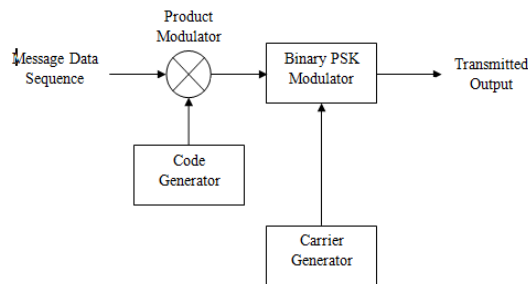 Product
Modulator
Message Data
Sequence
Binary PSK
Modulator
Transmitted
Output
Code
Generator
Carrier
Generator